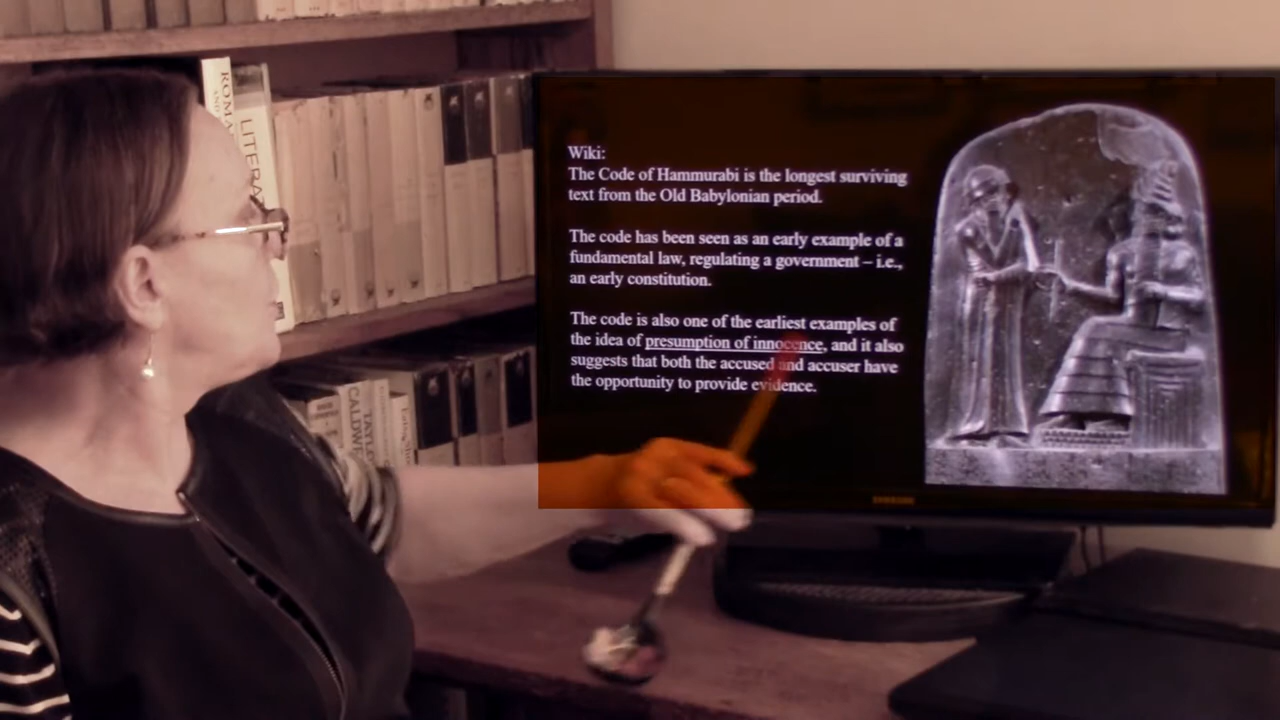 Wiki:
The Code of Hammurabi is the longest surviving
text from the Old Babylonian period.
The code has been seen as an early example of a
fundamental law, regulating a government – i.e.,
an early constitution.
The code is also one of the earliest examples of
the idea of presumption of innocence, and it also
suggests that both the accused and accuser have
the opportunity to provide evidence.
SAMSUNG